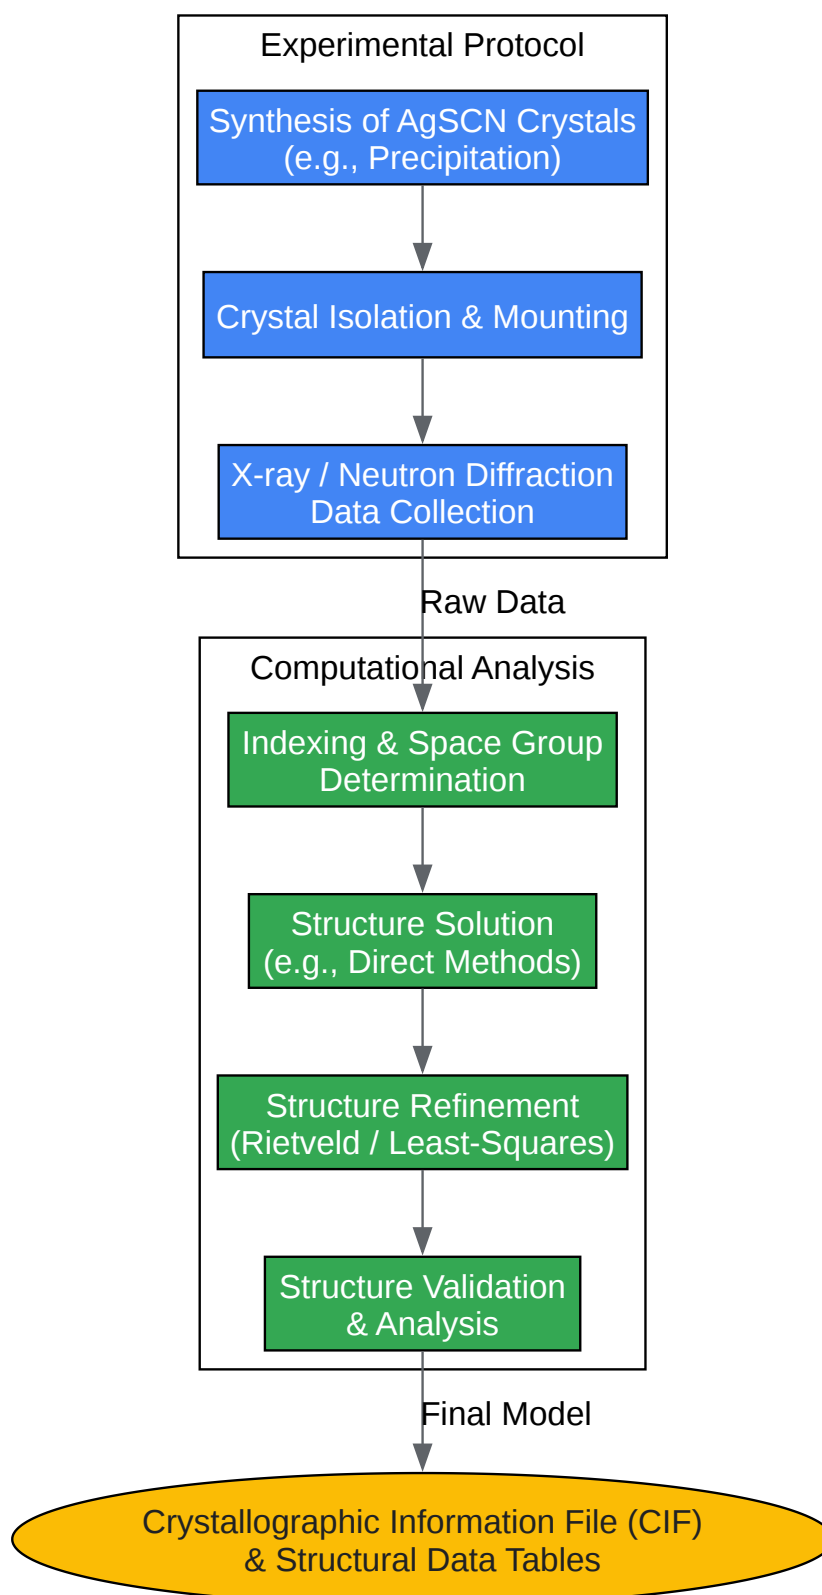 Experimental Protocol
Synthesis of AgSCN Crystals
(e.g., Precipitation)
Crystal Isolation & Mounting
X-ray / Neutron Diffraction
Data Collection
Raw Data
Computational Analysis
Indexing & Space Group
Determination
Structure Solution
(e.g., Direct Methods)
Structure Refinement
(Rietveld / Least-Squares)
Structure Validation
& Analysis
Final Model
Crystallographic Information File (CIF)
& Structural Data Tables